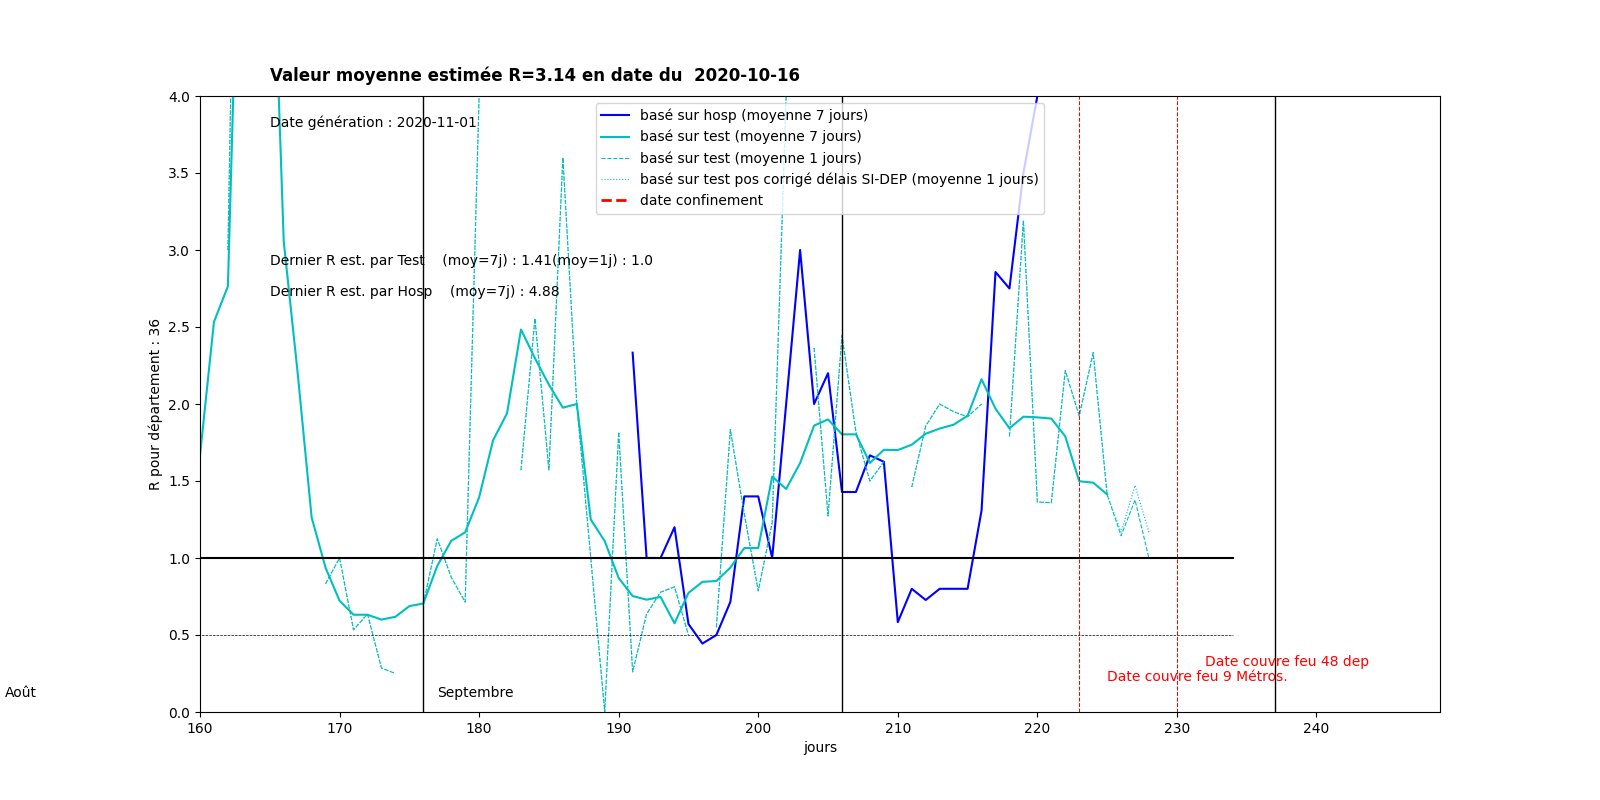 Valeur moyenne estimée R=3.14 en date du  2020-10-16
Date génération : 2020-11-01
basé sur hosp (moyenne 7 jours)
basé sur test (moyenne 7 jours)
basé sur test (moyenne 1 jours)
basé sur test pos corrigé délais SI-DEP (moyenne 1 jours)
date confinement
Dernier R est. par Test    (moy=7j) : 1.41(moy=1j) : 1.0
Dernier R est. par Hosp    (moy=7j) : 4.88
R pour département : 36
4.0
3.5
3.0
2.5
2.0
1.5
1.0
0.5
0.0
Date couvre feu 48 dep
Date couvre feu 9 Métros.
Août
Septembre
160 170 180 190 200 210 220 230 240
jours